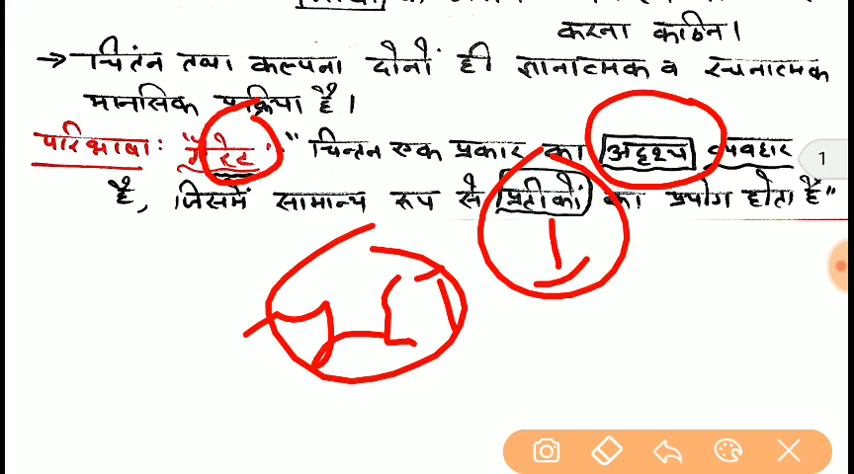 करना कठिन।
→ चिंतन तथा कल्पना दोनों ही ज्ञानात्मक व रचनात्मक
मानसिक प्रक्रिया है।
परिभाषा: "गैरेट" : "चिन्तन एक प्रकार का अदृश्य व्यवहार
है, जिसमें सामान्य रूप से प्रतीकों का प्रयोग होता है"
1